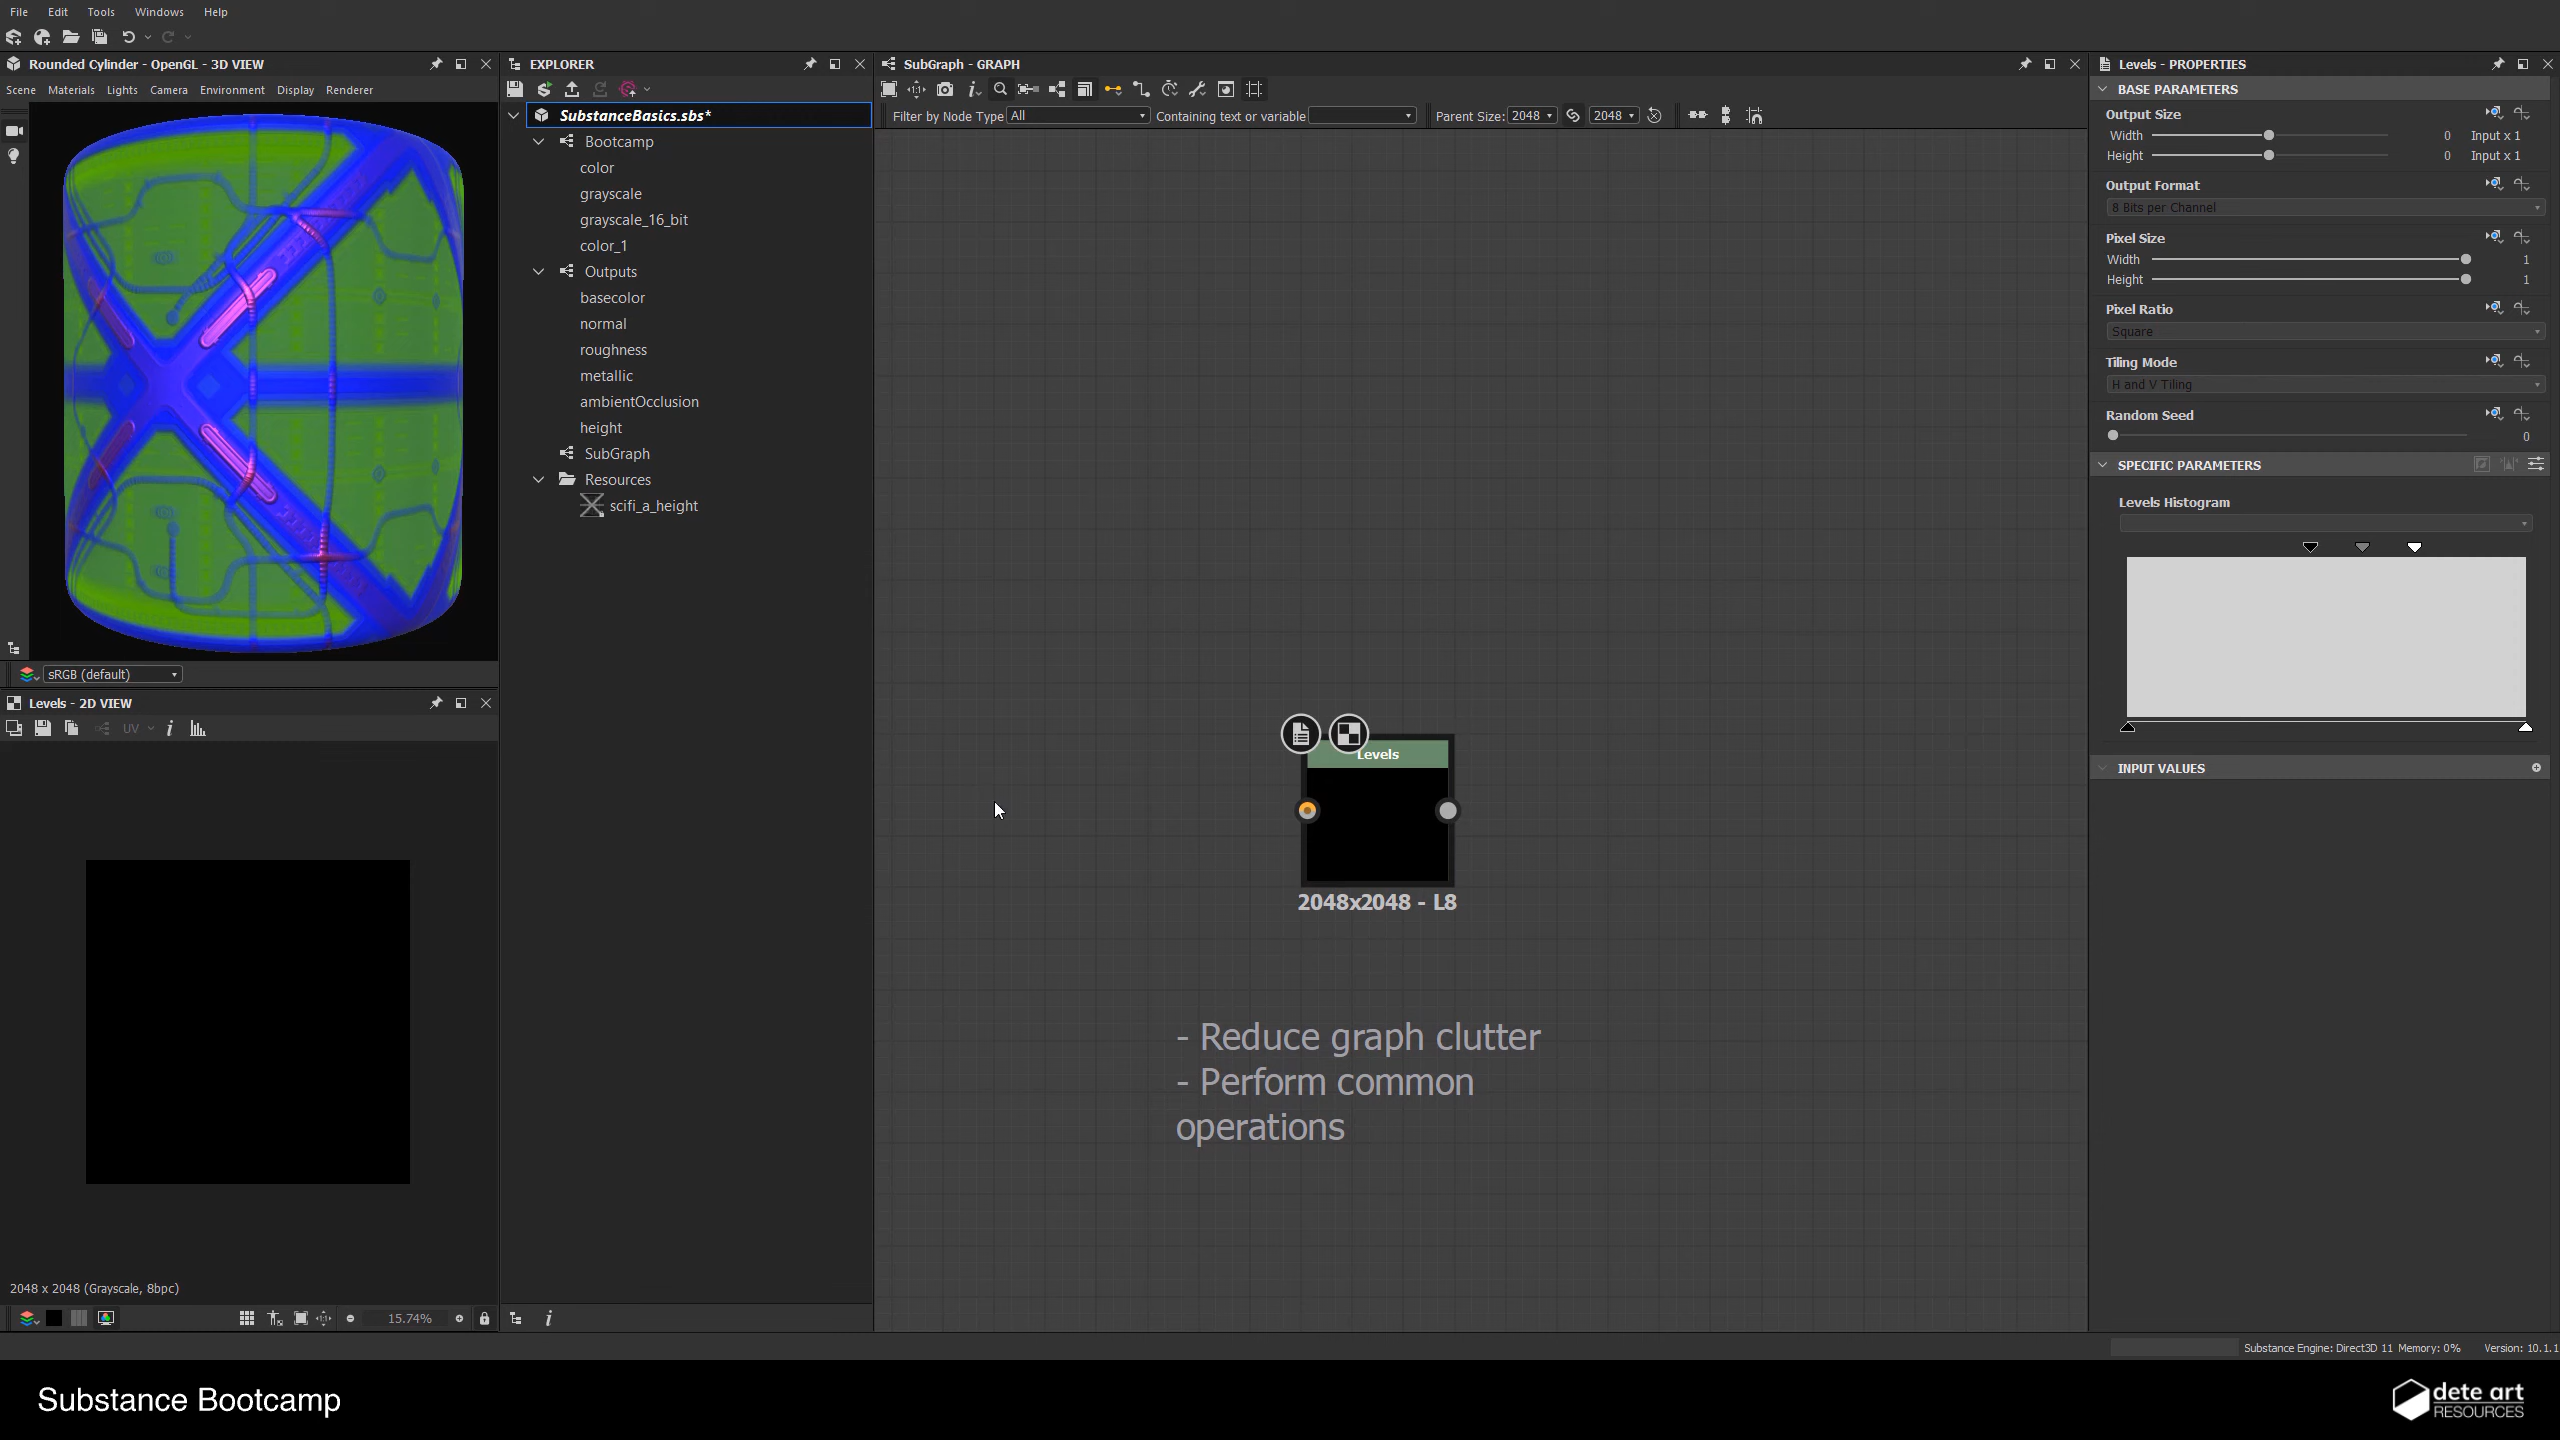 File Edit Tools Windows Help
Rounded Cylinder - OpenGL - 3D VIEW
Scene Materials Lights Camera Environment Display Renderer
sRGB (default)
Levels - 2D VIEW
UV
2048 x 2048 (Grayscale, 8bpc)
15.74%
EXPLORER
SubstanceBasics.sbs*
Bootcamp
color
grayscale
grayscale_16_bit
color_1
Outputs
basecolor
normal
roughness
metallic
ambientOcclusion
height
SubGraph
Resources
scifi_a_height
SubGraph - GRAPH
Filter by Node Type All Containing text or variable Parent Size: 2048 2048
Levels
2048x2048 - L8
- Reduce graph clutter
- Perform common
operations
Levels - PROPERTIES
BASE PARAMETERS
Output Size
Width 0 Input x 1
Height 0 Input x 1
Output Format
8 Bits per Channel
Pixel Size
Width 1
Height 1
Pixel Ratio
Square
Tiling Mode
H and V Tiling
Random Seed
0
SPECIFIC PARAMETERS
Levels Histogram
INPUT VALUES
Substance Engine: Direct3D 11 Memory: 0% Version: 10.1.1
Substance Bootcamp
dete art
RESOURCES